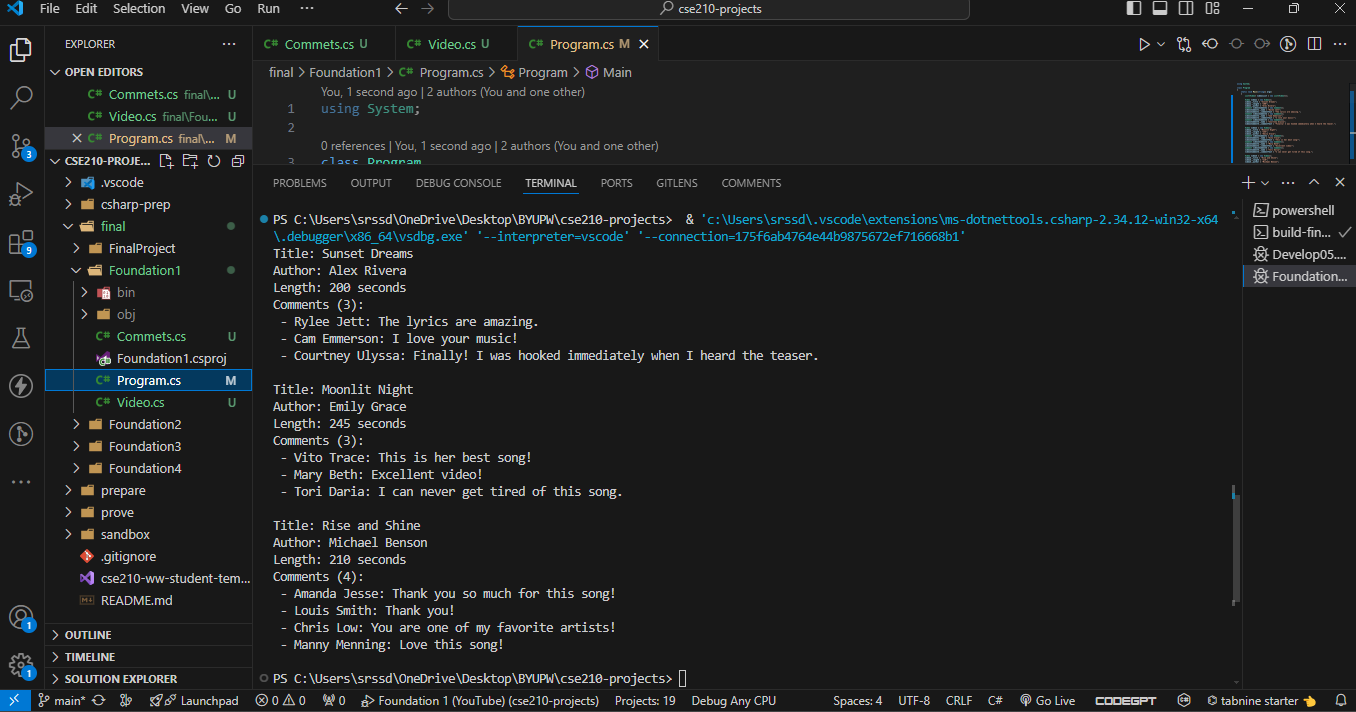 File Edit Selection View Go Run ··· cse210-projects
EXPLORER ···
OPEN EDITORS
C# Commets.cs final\... U
C# Video.cs final\Fou... U
C# Program.cs final\... M
CSE210-PROJE...
.vscode
csharp-prep
final
FinalProject
Foundation1
bin
obj
C# Commets.cs U
Foundation1.csproj
C# Program.cs M
C# Video.cs U
Foundation2
Foundation3
Foundation4
prepare
prove
sandbox
.gitignore
cse210-ww-student-tem...
README.md
OUTLINE
TIMELINE
SOLUTION EXPLORER
3
9
1
1
C# Commets.cs U C# Video.cs U C# Program.cs M
final > Foundation1 > C# Program.cs > Program > Main
You, 1 second ago | 2 authors (You and one other)
1 using System;
2
0 references | You, 1 second ago | 2 authors (You and one other)
3 class Program
PROBLEMS OUTPUT DEBUG CONSOLE TERMINAL PORTS GITLENS COMMENTS
PS C:\Users\srssd\OneDrive\Desktop\BYUPW\cse210-projects> & 'c:\Users\srssd\.vscode\extensions\ms-dotnettools.csharp-2.34.12-win32-x64
\.debugger\x86_64\vsdbg.exe' '--interpreter=vscode' '--connection=175f6ab4764e44b9875672ef716668b1'
Title: Sunset Dreams
Author: Alex Rivera
Length: 200 seconds
Comments (3):
- Rylee Jett: The lyrics are amazing.
- Cam Emmerson: I love your music!
- Courtney Ulyssa: Finally! I was hooked immediately when I heard the teaser.
Title: Moonlit Night
Author: Emily Grace
Length: 245 seconds
Comments (3):
- Vito Trace: This is her best song!
- Mary Beth: Excellent video!
- Tori Daria: I can never get tired of this song.
Title: Rise and Shine
Author: Michael Benson
Length: 210 seconds
Comments (4):
- Amanda Jesse: Thank you so much for this song!
- Louis Smith: Thank you!
- Chris Low: You are one of my favorite artists!
- Manny Menning: Love this song!
PS C:\Users\srssd\OneDrive\Desktop\BYUPW\cse210-projects>
powershell
build-fin...
Develop05....
Foundation...
main* Launchpad 0 0 0 Foundation 1 (YouTube) (cse210-projects) Projects: 19 Debug Any CPU Spaces: 4 UTF-8 CRLF C# Go Live CODEGPT tabnine starter